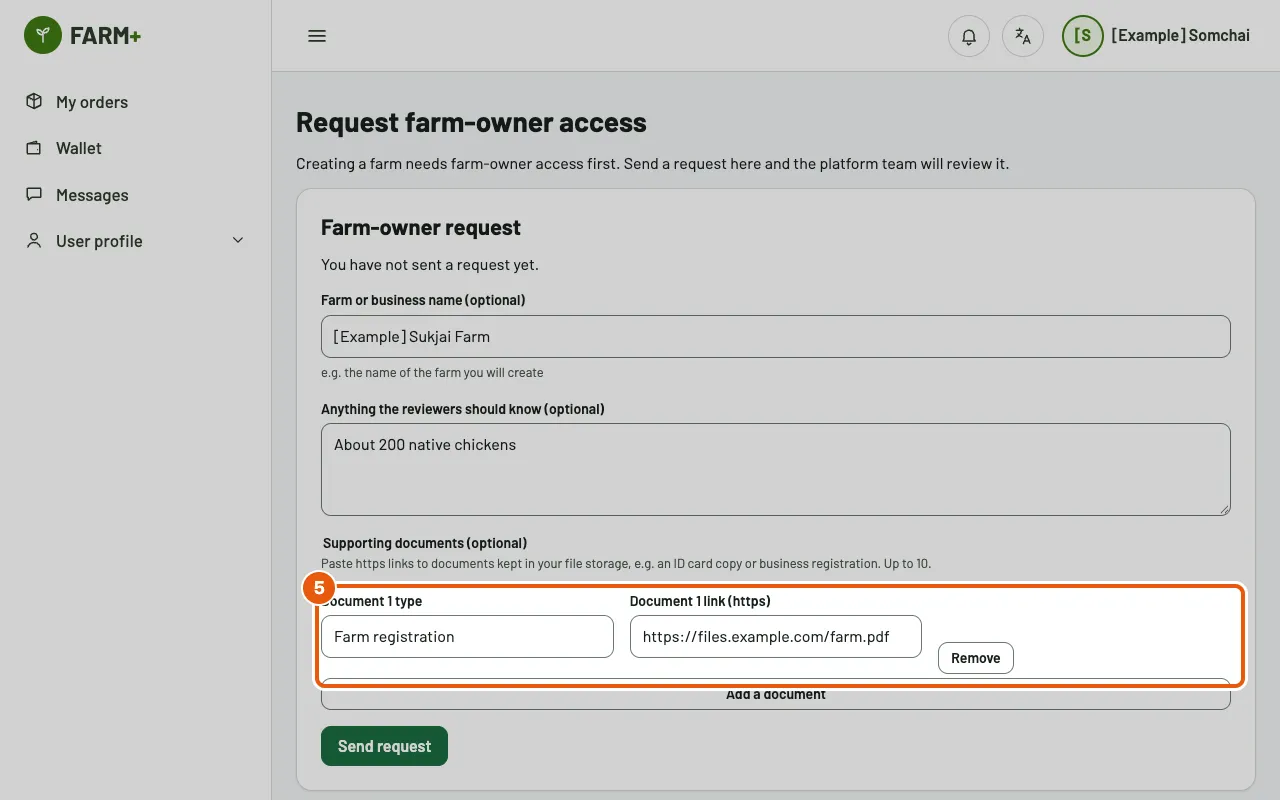 FARM+
[S
[Example] Somchai
My orders
Wallet
Messages
User profile
Request farm-owner access
Creating a farm needs farm-owner access first. Send a request here and the platform team will review it.
Farm-owner request
You have not sent a request yet.
Farm or business name (optional)
[Example] Sukjai Farm
e.g. the name of the farm you will create
Anything the reviewers should know (optional)
About 200 native chickens
Supporting documents (optional)
Paste https links to documents kept in your file storage, e.g. an ID card copy or business registration. Up to 10.
5
Document 1 type
Document 1 link (https)
Farm registration
https://files.example.com/farm.pdf
Remove
Add a document
Send request